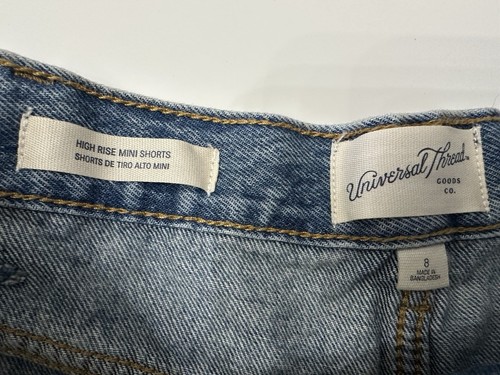 HIGH RISE MINI SHORTS
SHORTS DE TIRO ALTO MINI
Universal Thread
GOODS
CO.
8
MADE IN
BANGLADESH